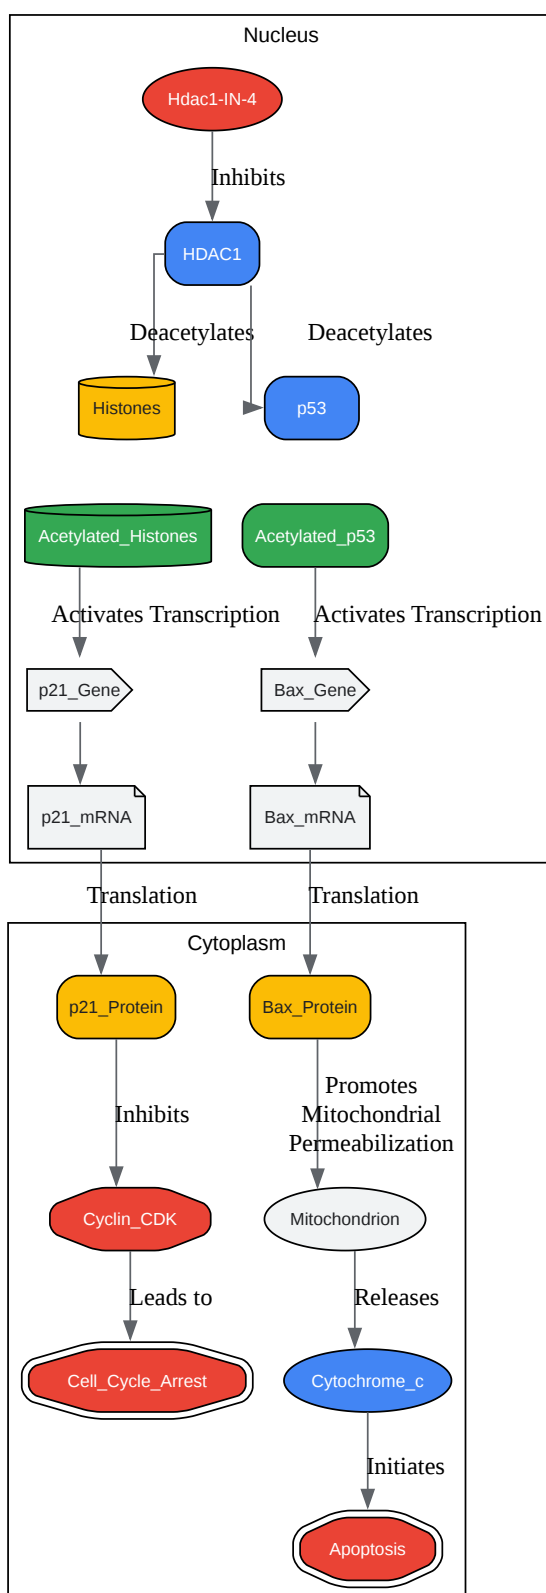 Nucleus
Hdac1-IN-4
Inhibits
HDAC1
Deacetylates
Deacetylates
Histones
p53
Acetylated_Histones
Acetylated_p53
Activates Transcription
Activates Transcription
p21_Gene
Bax_Gene
p21_mRNA
Bax_mRNA
Translation
Translation
Cytoplasm
p21_Protein
Bax_Protein
Promotes
Mitochondrial
Permeabilization
Inhibits
Cyclin_CDK
Mitochondrion
Leads to
Releases
Cell_Cycle_Arrest
Cytochrome_c
Initiates
Apoptosis